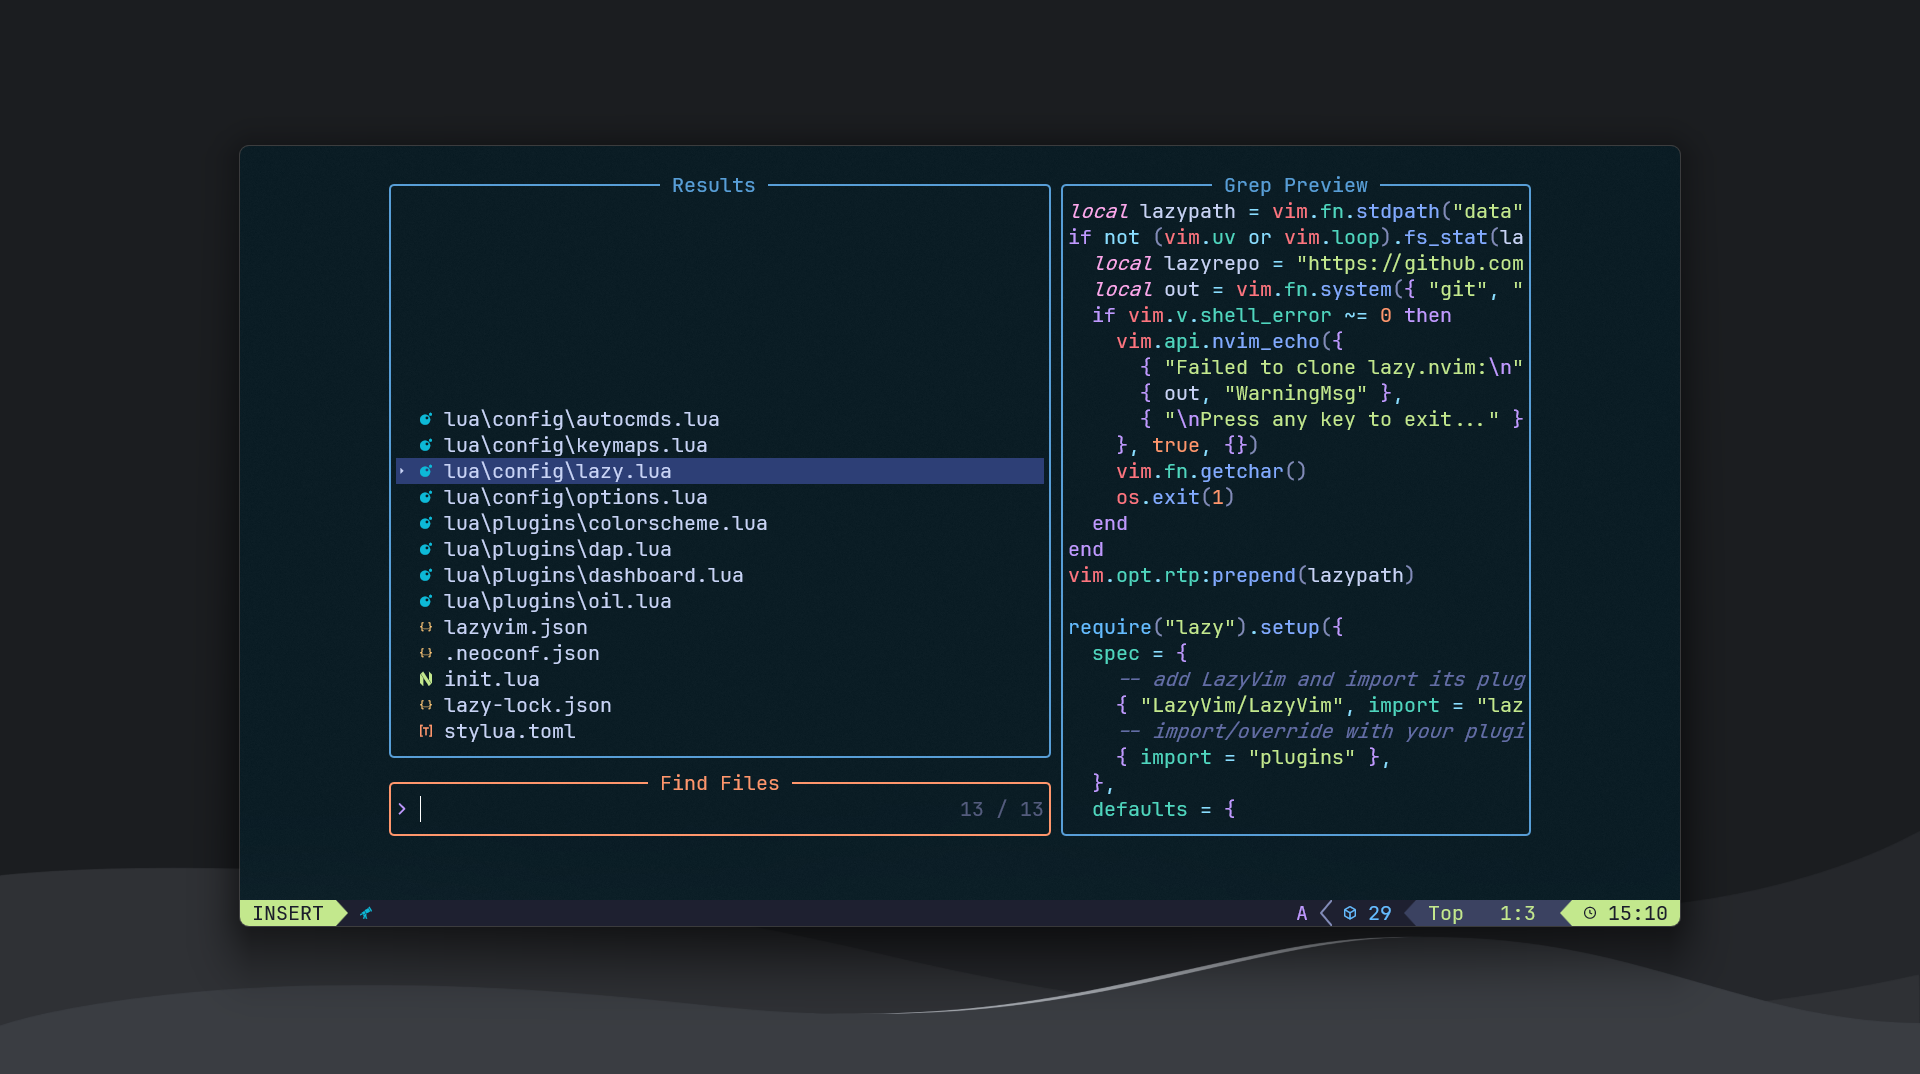 Results
lua\config\autocmds.lua
lua\config\keymaps.lua
lua\config\lazy.lua
lua\config\options.lua
lua\plugins\colorscheme.lua
lua\plugins\dap.lua
lua\plugins\dashboard.lua
lua\plugins\oil.lua
lazyvim.json
.neoconf.json
init.lua
lazy-lock.json
stylua.toml
Find Files
> 13 / 13
Grep Preview
local lazypath = vim.fn.stdpath("data"
if not (vim.uv or vim.loop).fs_stat(la
  local lazyrepo = "https://github.com
  local out = vim.fn.system({ "git", "
  if vim.v.shell_error ~= 0 then
    vim.api.nvim_echo({
      { "Failed to clone lazy.nvim:\n"
      { out, "WarningMsg" },
      { "\nPress any key to exit..." }
    }, true, {})
    vim.fn.getchar()
    os.exit(1)
  end
end
vim.opt.rtp:prepend(lazypath)
require("lazy").setup({
  spec = {
    -- add LazyVim and import its plug
    { "LazyVim/LazyVim", import = "laz
    -- import/override with your plugi
    { import = "plugins" },
  },
  defaults = {
INSERT A 29 Top 1:3 15:10